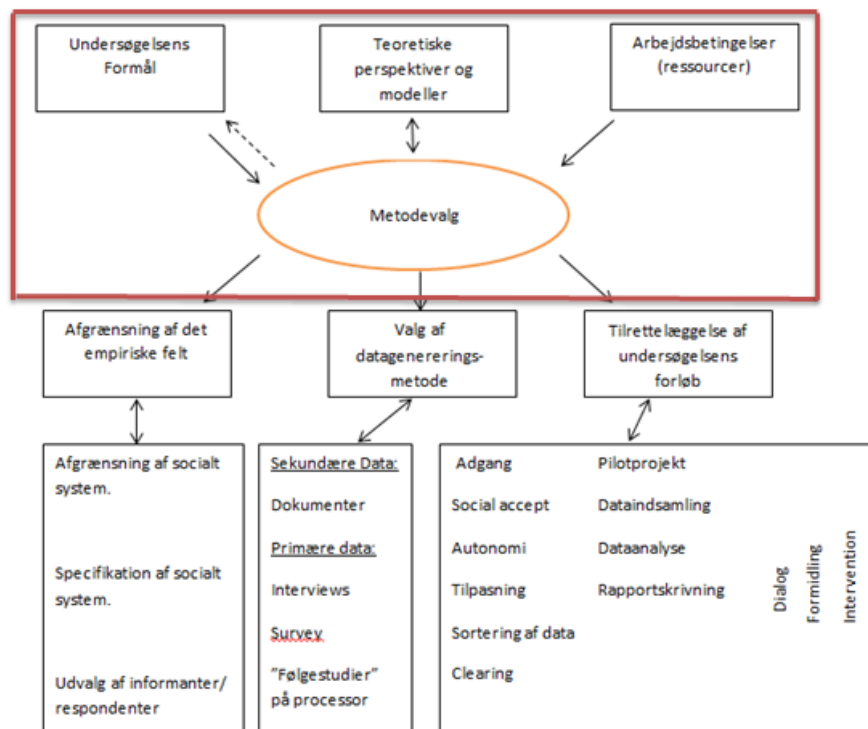 Undersøgelsens
Formål
Teoretiske
perspektiver og
modeller
Arbejdsbetingelser
(ressourcer)
Metodevalg
Afgrænsning af det
empiriske felt
Valg af
datagenererings-
metode
Tilrettelæggelse af
undersøgelsens
forløb
Afgrænsning af socialt
system.
Specifikation af socialt
system.
Udvalg af informanter/
respondenter
Sekundære Data:
Dokumenter
Primære data:
Interviews
Survey
"Følgestudier"
på processor
Adgang
Social accept
Autonomi
Tilpasning
Sortering af data
Clearing
Pilotprojekt
Dataindsamling
Dataanalyse
Rapportskrivning
Dialog
Formidling
Intervention